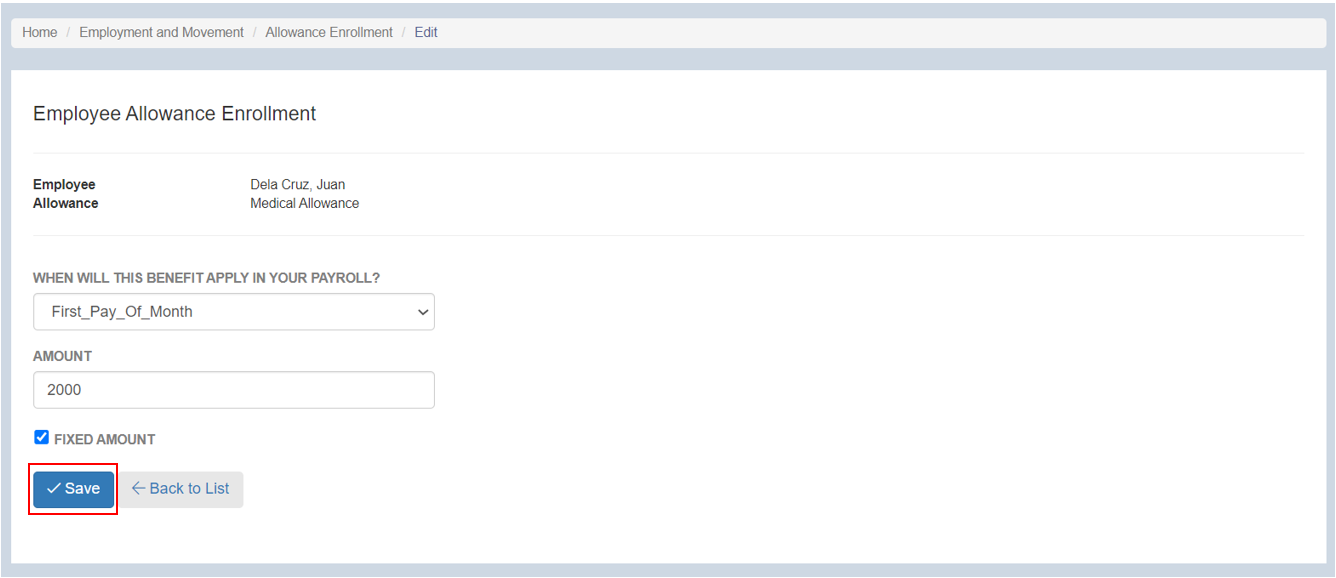 Home / Employment and Movement / Allowance Enrollment / Edit
Employee Allowance Enrollment
Employee Dela Cruz, Juan
Allowance Medical Allowance
WHEN WILL THIS BENEFIT APPLY IN YOUR PAYROLL?
First_Pay_Of_Month
AMOUNT
2000
FIXED AMOUNT
Save Back to List